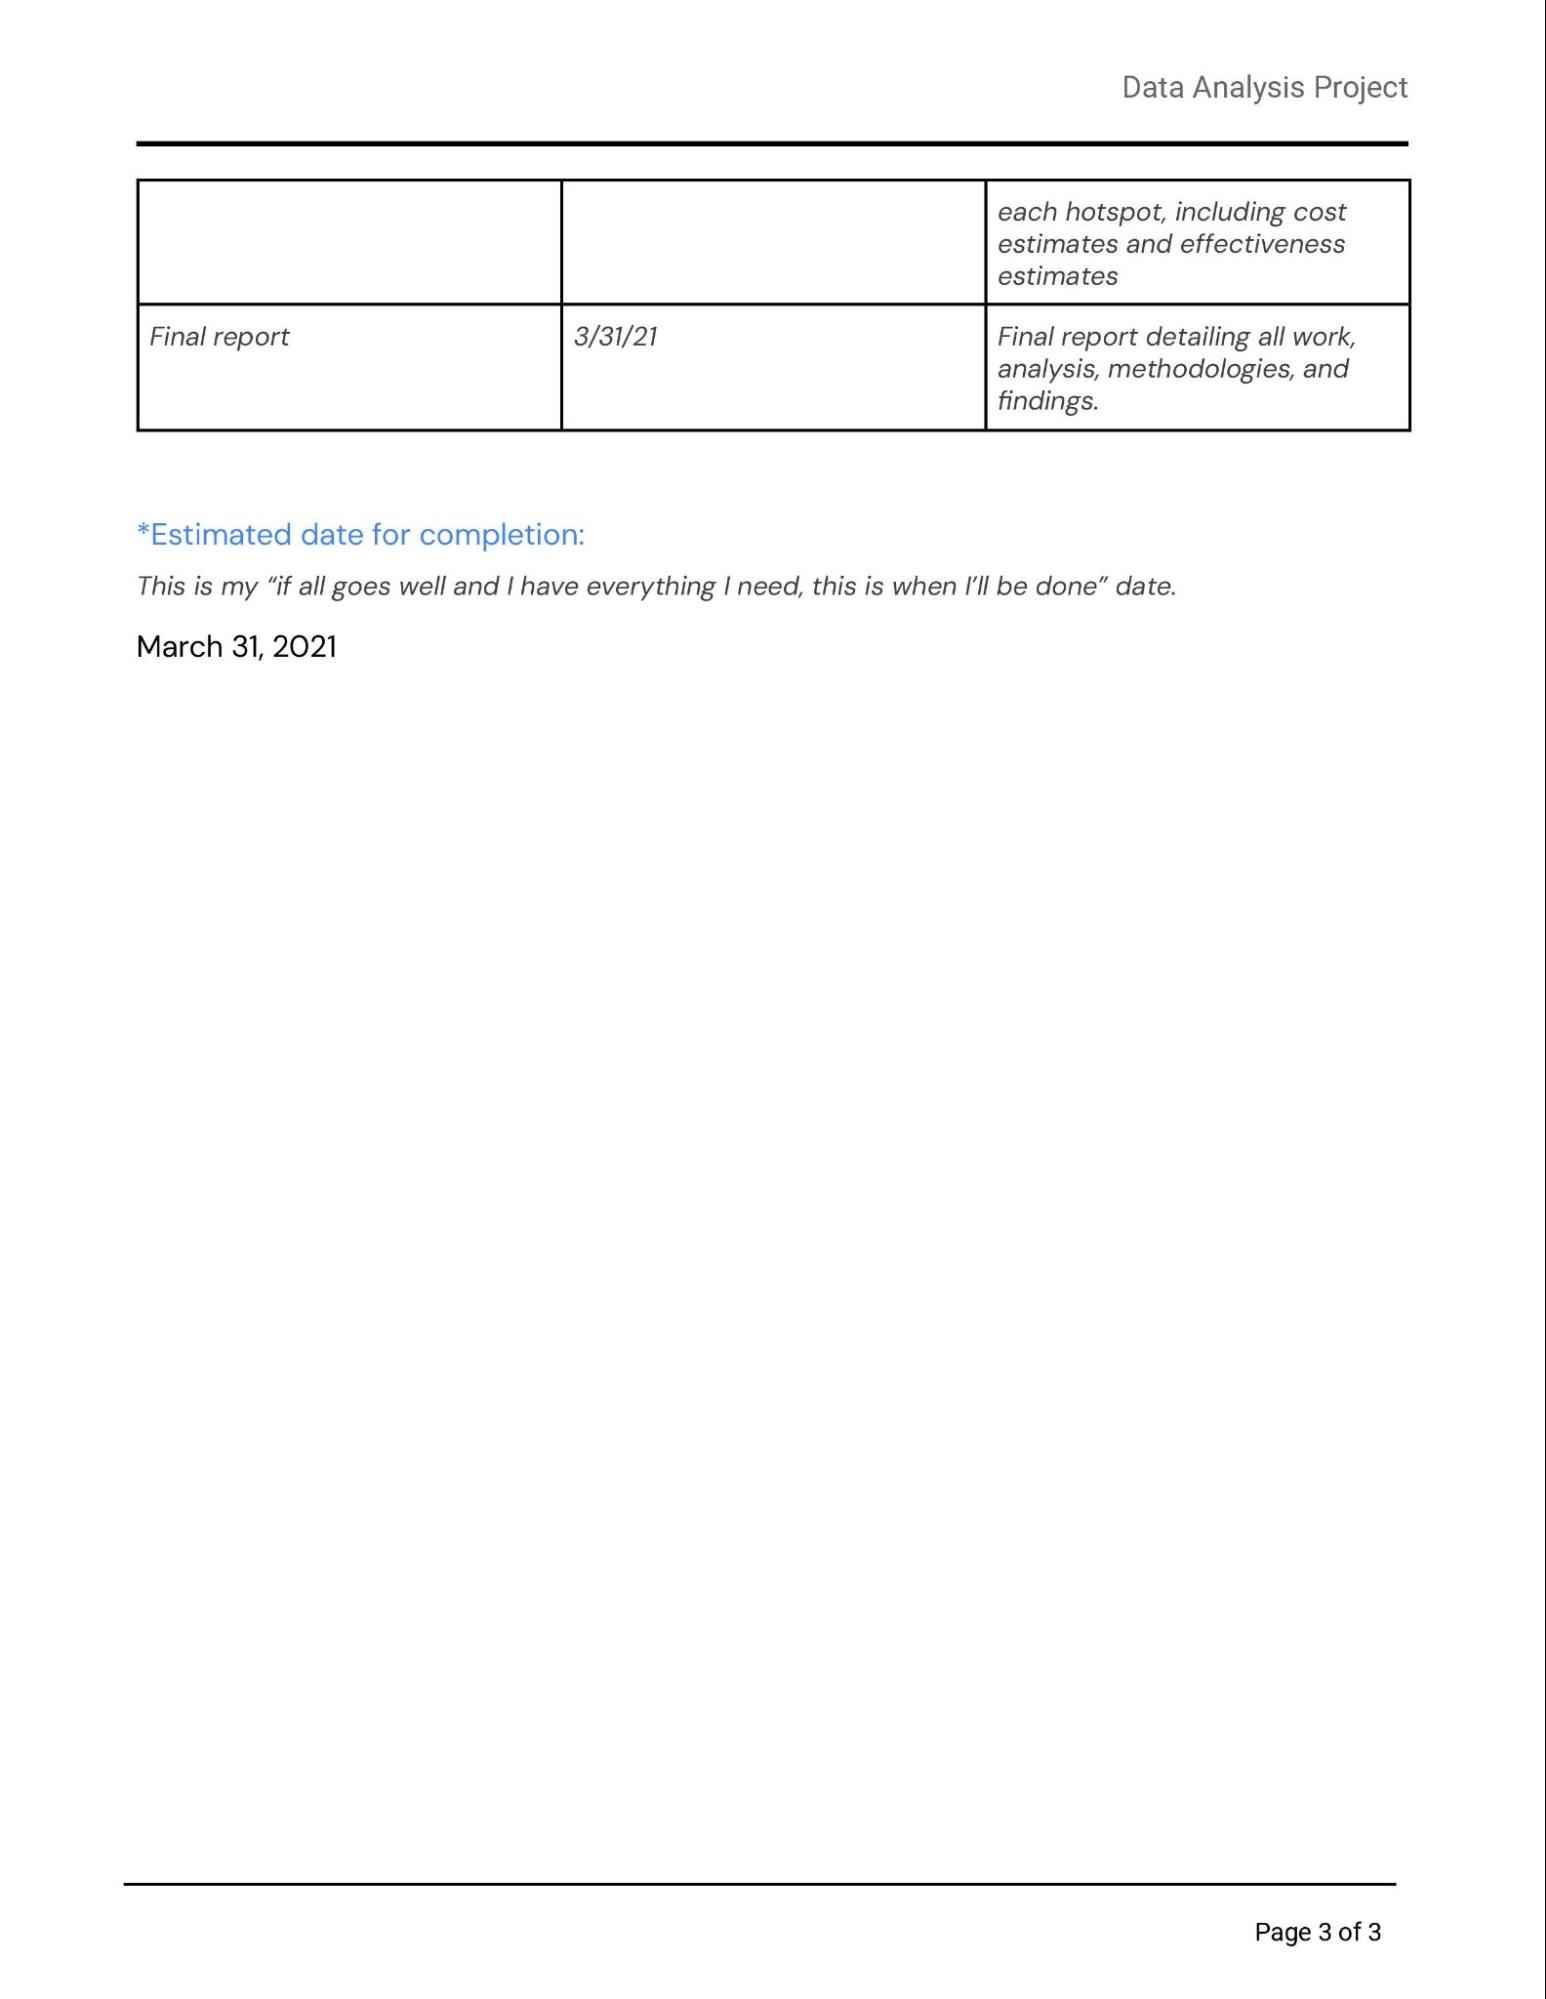 Data Analysis Project
each hotspot, including cost
estimates and effectiveness
estimates
Final report
3/31/21
Final report detailing all work,
analysis, methodologies, and
findings.
*Estimated date for completion:
This is my “if all goes well and I have everything I need, this is when I’ll be done” date.
March 31, 2021
Page 3 of 3